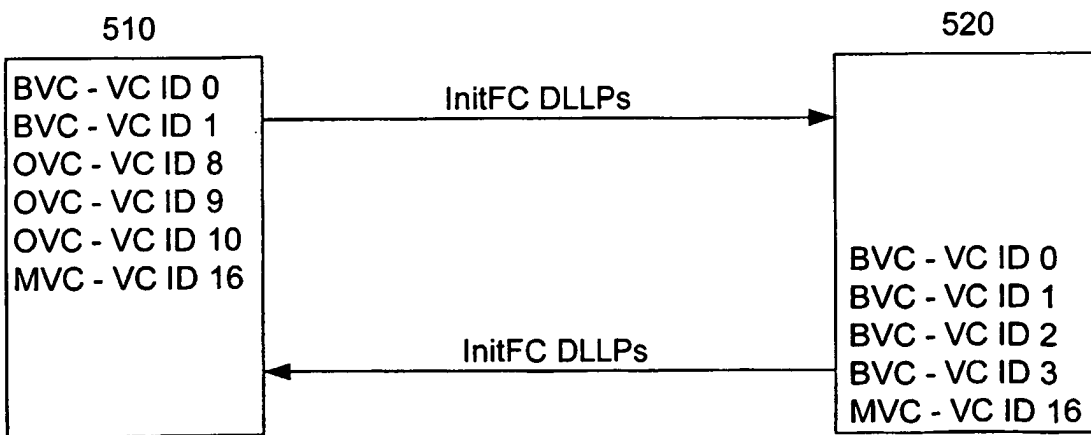 510
520
BVC - VC ID 0
BVC - VC ID 1
OVC - VC ID 8
OVC - VC ID 9
OVC - VC ID 10
MVC - VC ID 16
InitFC DLLPs
BVC - VC ID 0
BVC - VC ID 1
BVC - VC ID 2
BVC - VC ID 3
MVC - VC ID 16
InitFC DLLPs